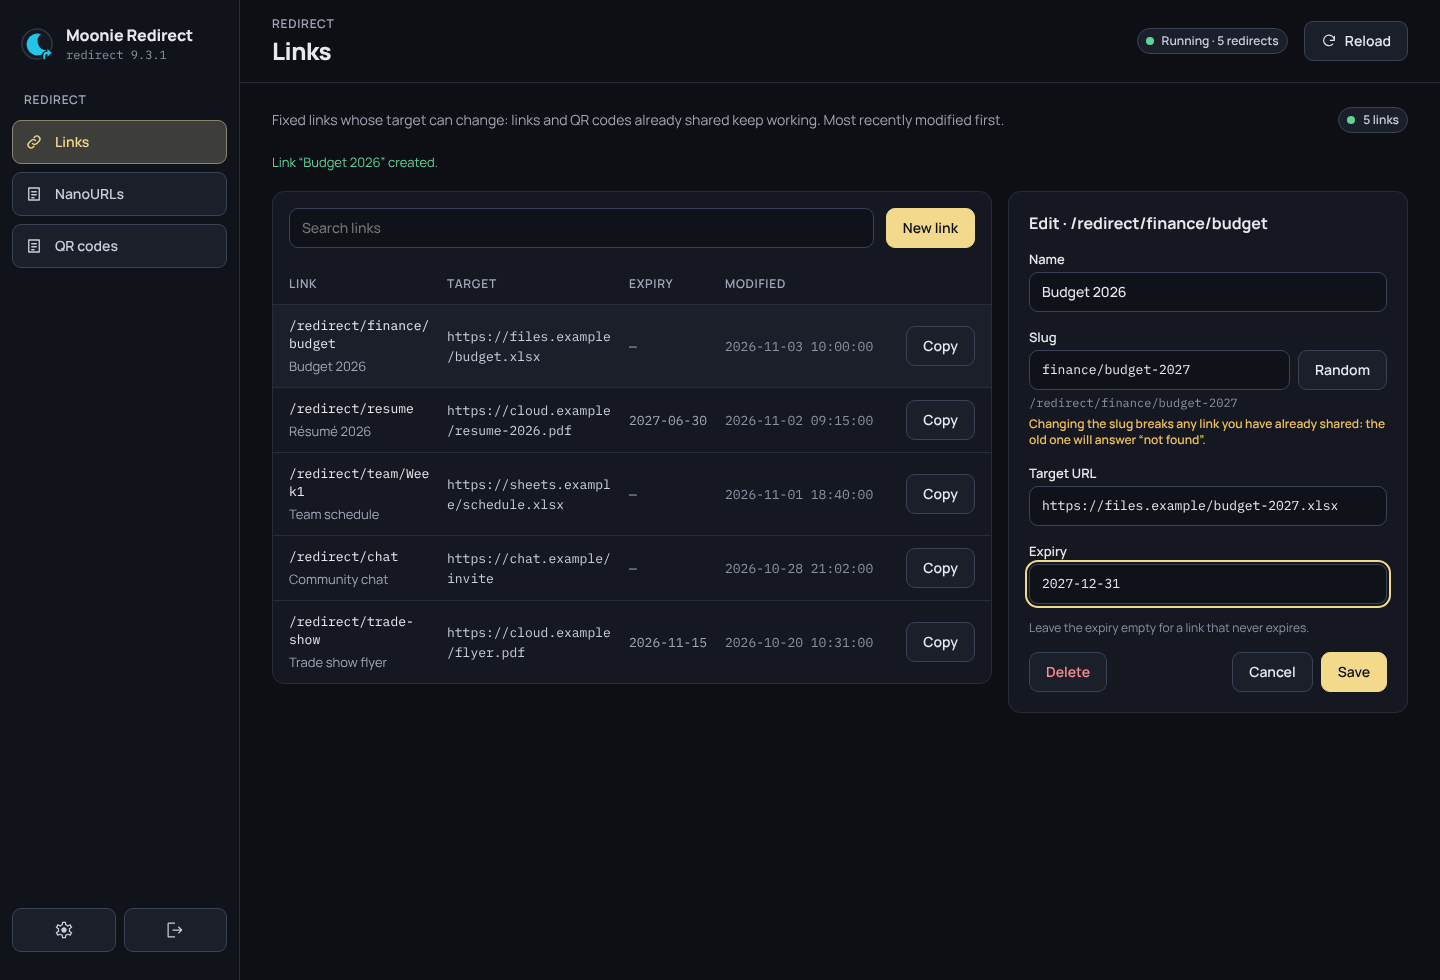 Moonie Redirect
redirect 9.3.1
REDIRECT
Links
NanoURLs
QR codes
REDIRECT
Links
Running · 5 redirects
Reload
Fixed links whose target can change: links and QR codes already shared keep working. Most recently modified first.
5 links
Link “Budget 2026” created.
Search links
New link
LINK TARGET EXPIRY MODIFIED
/redirect/finance/
budget
Budget 2026
https://files.example
/budget.xlsx
—
2026-11-03 10:00:00
Copy
/redirect/resume
Résumé 2026
https://cloud.example
/resume-2026.pdf
2027-06-30
2026-11-02 09:15:00
Copy
/redirect/team/Wee
k1
Team schedule
https://sheets.exampl
e/schedule.xlsx
—
2026-11-01 18:40:00
Copy
/redirect/chat
Community chat
https://chat.example/
invite
—
2026-10-28 21:02:00
Copy
/redirect/trade-
show
Trade show flyer
https://cloud.example
/flyer.pdf
2026-11-15
2026-10-20 10:31:00
Copy
Edit · /redirect/finance/budget
Name
Budget 2026
Slug
finance/budget-2027
Random
/redirect/finance/budget-2027
Changing the slug breaks any link you have already shared: the
old one will answer “not found”.
Target URL
https://files.example/budget-2027.xlsx
Expiry
2027-12-31
Leave the expiry empty for a link that never expires.
Delete
Cancel
Save